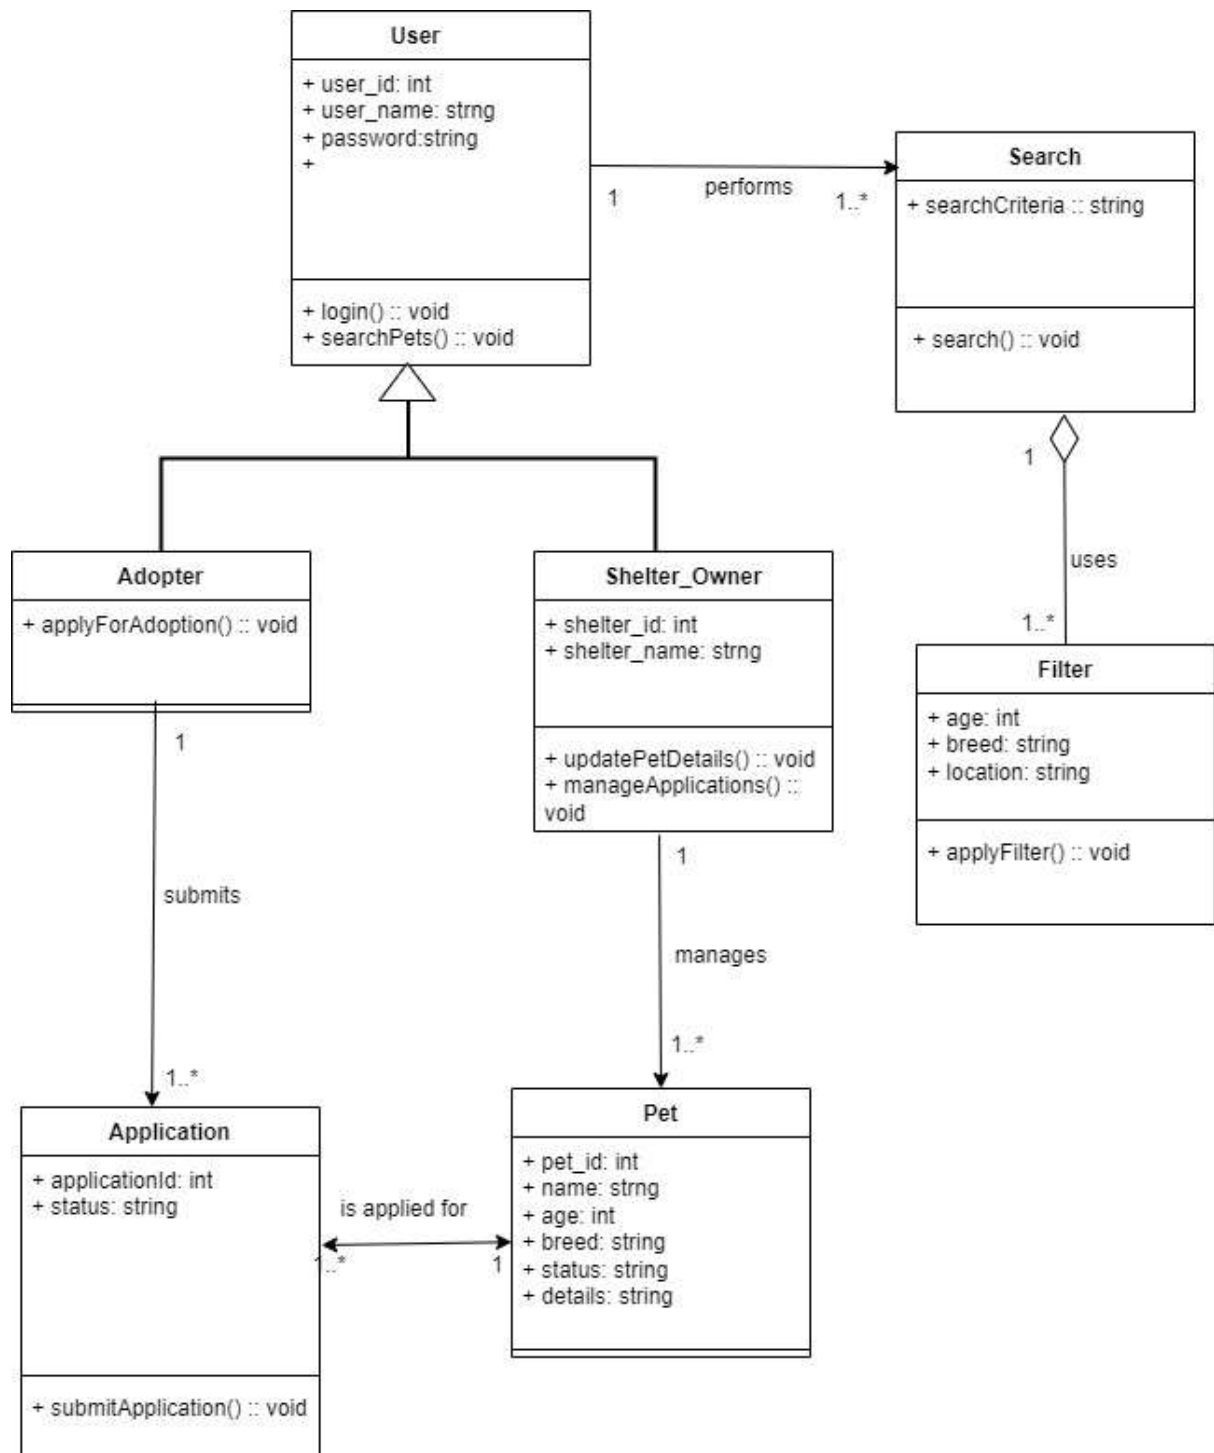 User
+ user_id: int
+ user_name: strng
+ password:string
+
+ login() :: void
+ searchPets() :: void
performs
1
1..*
Search
+ searchCriteria :: string
+ search() :: void
1
uses
1..*
Adopter
+ applyForAdoption() :: void
Shelter_Owner
+ shelter_id: int
+ shelter_name: strng
+ updatePetDetails() :: void
+ manageApplications() ::
void
Filter
+ age: int
+ breed: string
+ location: string
+ applyFilter() :: void
1
submits
1..*
1
manages
1..*
Application
+ applicationId: int
+ status: string
+ submitApplication() :: void
is applied for
1..*
1
Pet
+ pet_id: int
+ name: strng
+ age: int
+ breed: string
+ status: string
+ details: string